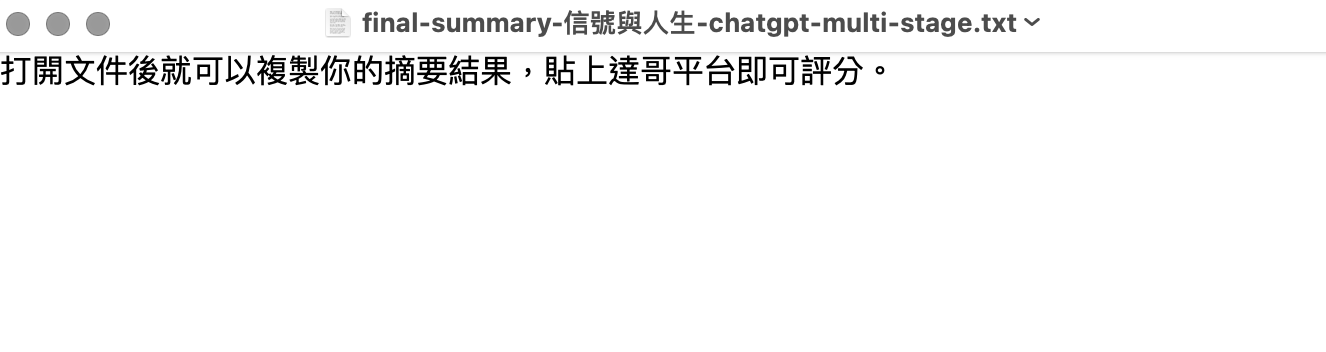 final-summary-信號與人生-chatgpt-multi-stage.txt
打開文件後就可以複製你的摘要結果，貼上達哥平台即可評分。